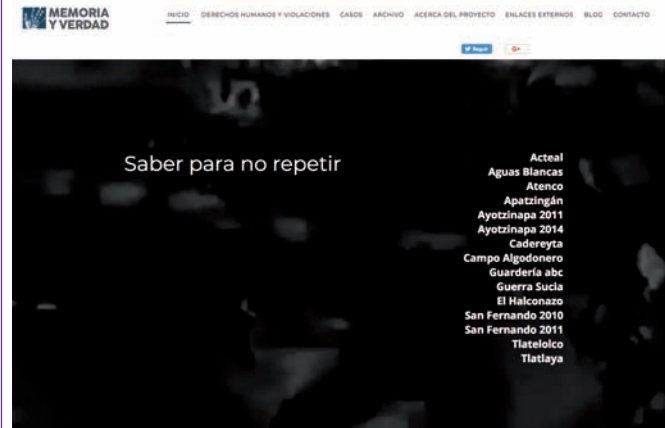 MEMORIA
Y VERDAD
INICIO DERECHOS HUMANOS Y VIOLACIONES CASOS ARCHIVO ACERCA DEL PROYECTO ENLACES EXTERNOS BLOG CONTACTO
Seguir G+
Saber para no repetir
Acteal
Aguas Blancas
Atenco
Apatzingán
Ayotzinapa 2011
Ayotzinapa 2014
Cadereyta
Campo Algodonero
Guardería abc
Guerra Sucia
El Halconazo
San Fernando 2010
San Fernando 2011
Tlatelolco
Tlatlaya